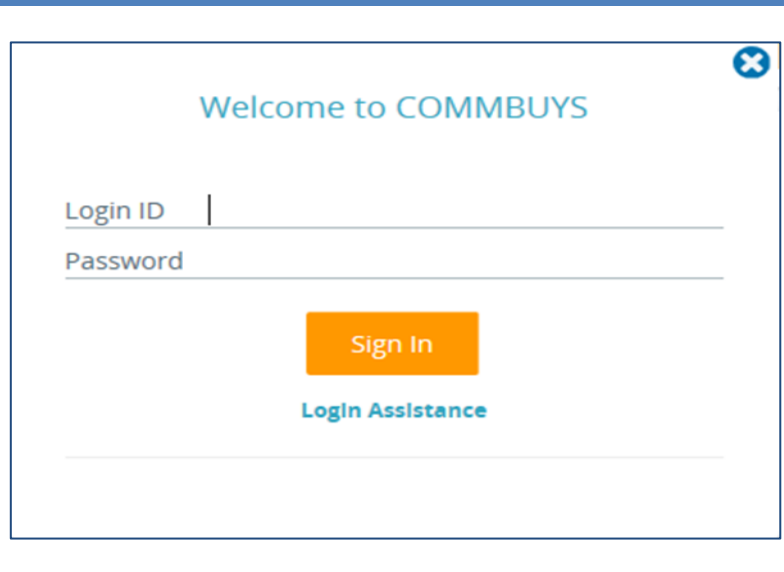 Welcome to COMMBUYS
Login ID
Password
Sign In
Login Assistance